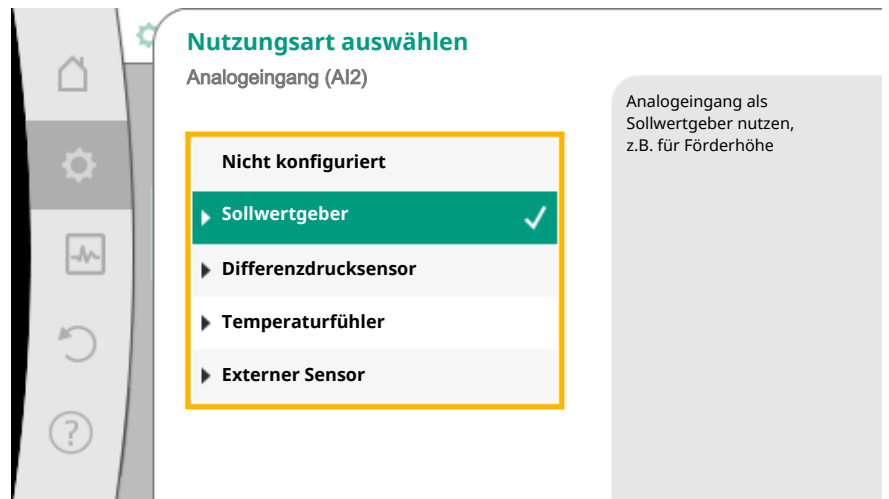 Nutzungsart auswählen
Analogeingang (AI2)
Nicht konfiguriert
Sollwertgeber
Differenzdrucksensor
Temperaturfühler
Externer Sensor
Analogeingang als
Sollwertgeber nutzen,
z.B. für Förderhöhe
?